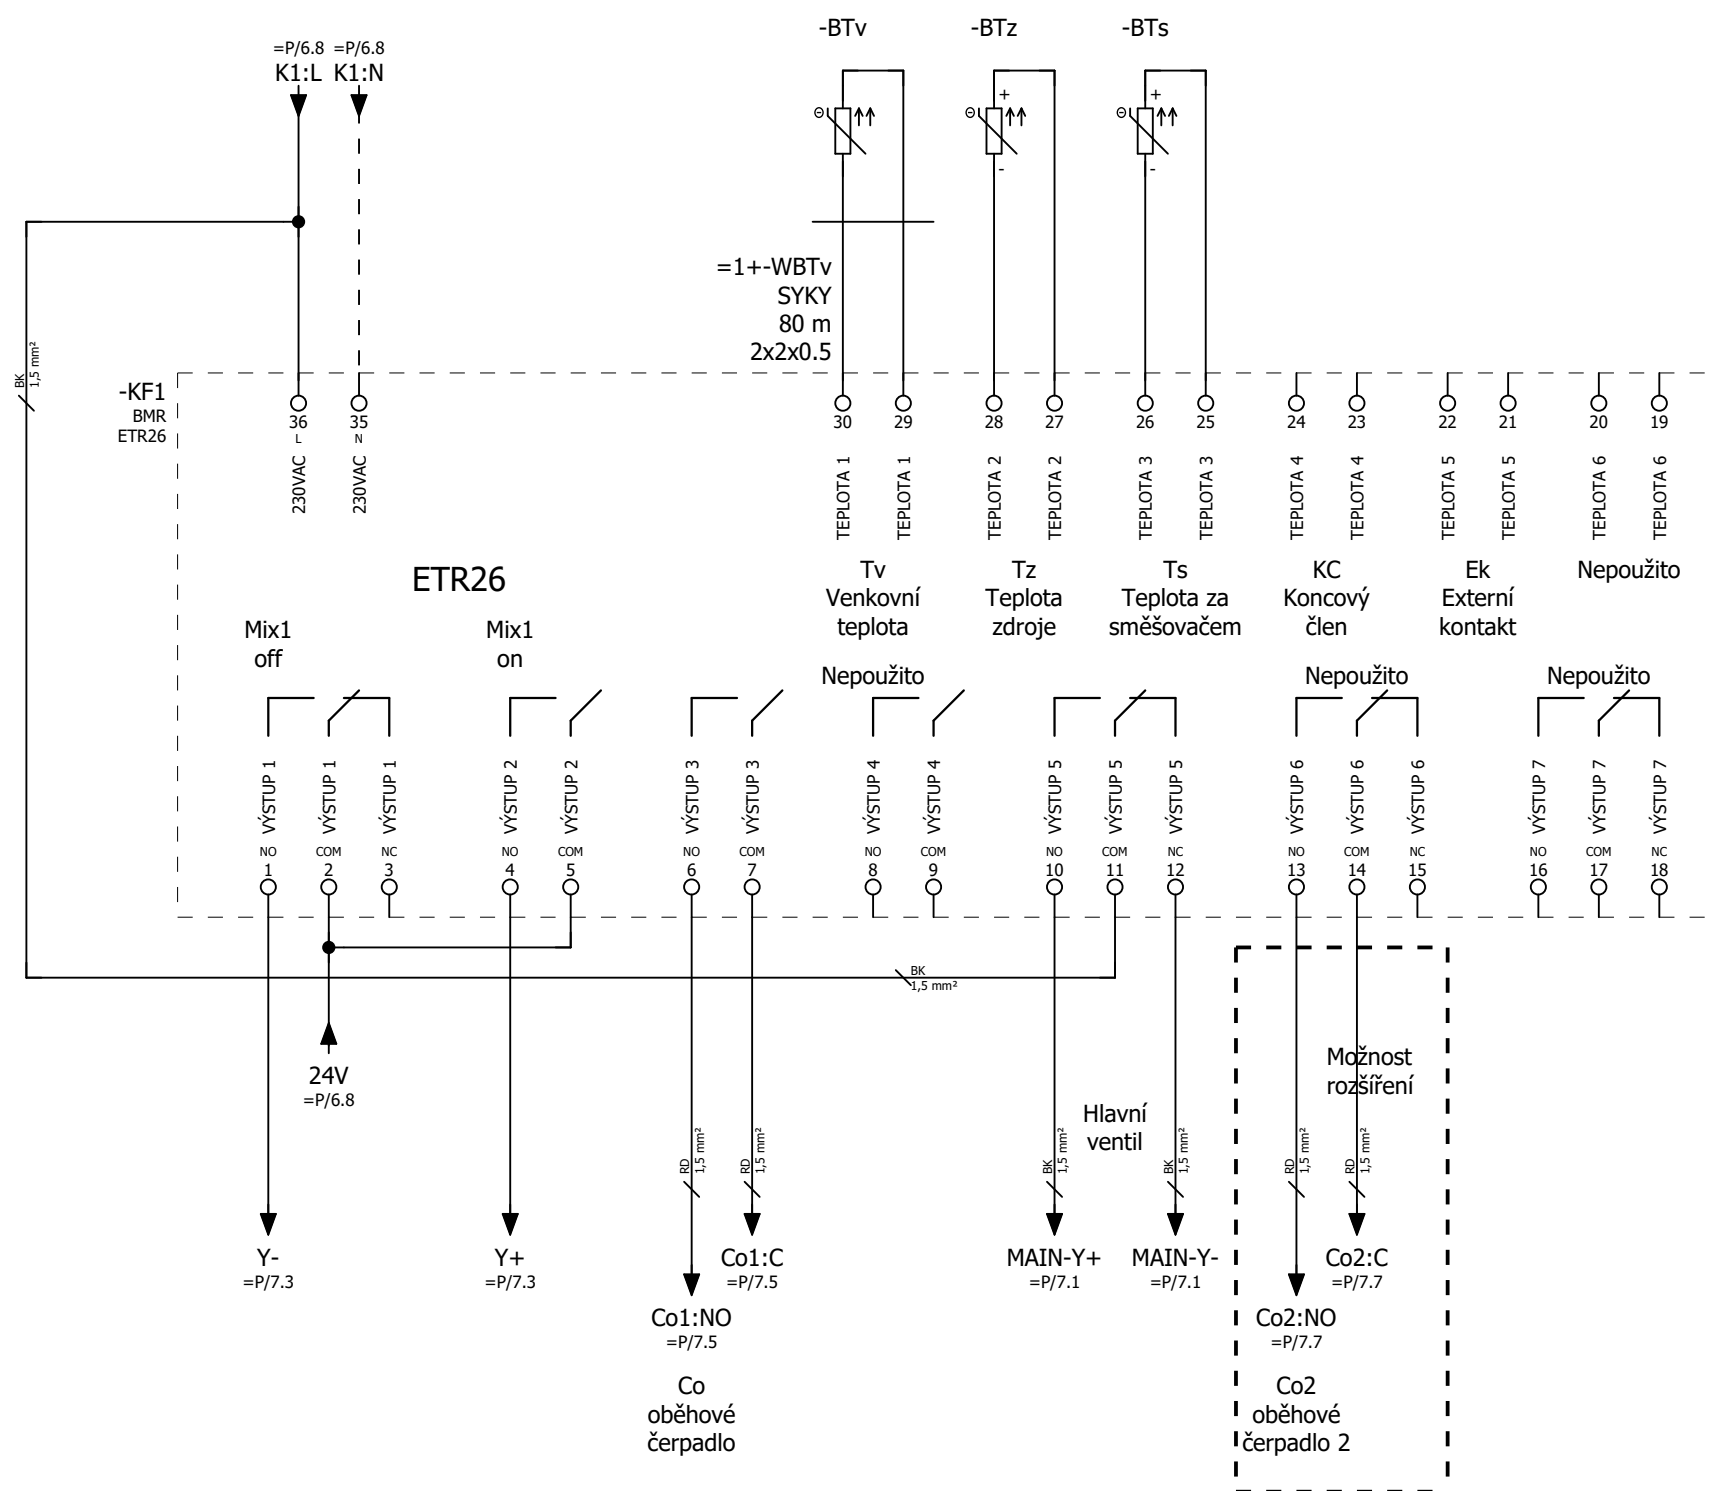 -BTv
-BTz
-BTs
=P/6.8
=P/6.8
K1:L
K1:N
Θ
+
Θ
+
Θ
-
-
=1+-WBTv
SYKY
80 m
2x2x0.5
BK
1,5 mm²
-KF1
BMR
ETR26
36
35
30
29
28
27
26
25
24
23
22
21
20
19
L
N
230VAC
230VAC
TEPLOTA 1
TEPLOTA 1
TEPLOTA 2
TEPLOTA 2
TEPLOTA 3
TEPLOTA 3
TEPLOTA 4
TEPLOTA 4
TEPLOTA 5
TEPLOTA 5
TEPLOTA 6
TEPLOTA 6
ETR26
Tv
Venkovní
teplota
Tz
Teplota
zdroje
Ts
Teplota za
směšovačem
KC
Koncový
člen
Ek
Externí
kontakt
Nepoužito
Mix1
off
Mix1
on
Nepoužito
Nepoužito
Nepoužito
VÝSTUP 1
VÝSTUP 1
VÝSTUP 1
VÝSTUP 2
VÝSTUP 2
VÝSTUP 3
VÝSTUP 3
VÝSTUP 4
VÝSTUP 4
VÝSTUP 5
VÝSTUP 5
VÝSTUP 5
VÝSTUP 6
VÝSTUP 6
VÝSTUP 6
VÝSTUP 7
VÝSTUP 7
VÝSTUP 7
NO
COM
NC
NO
COM
NO
COM
NO
COM
NO
COM
NC
NO
COM
NC
NO
COM
NC
1
2
3
4
5
6
7
8
9
10
11
12
13
14
15
16
17
18
BK
1,5 mm²
24V
=P/6.8
Možnost
rozšíření
Hlavní
ventil
RD
1,5 mm²
RD
1,5 mm²
BK
1,5 mm²
BK
1,5 mm²
RD
1,5 mm²
RD
1,5 mm²
Y-
=P/7.3
Y+
=P/7.3
Co1:C
=P/7.5
MAIN-Y+
=P/7.1
MAIN-Y-
=P/7.1
Co2:C
=P/7.7
Co1:NO
=P/7.5
Co2:NO
=P/7.7
Co
oběhové
čerpadlo
Co2
oběhové
čerpadlo 2